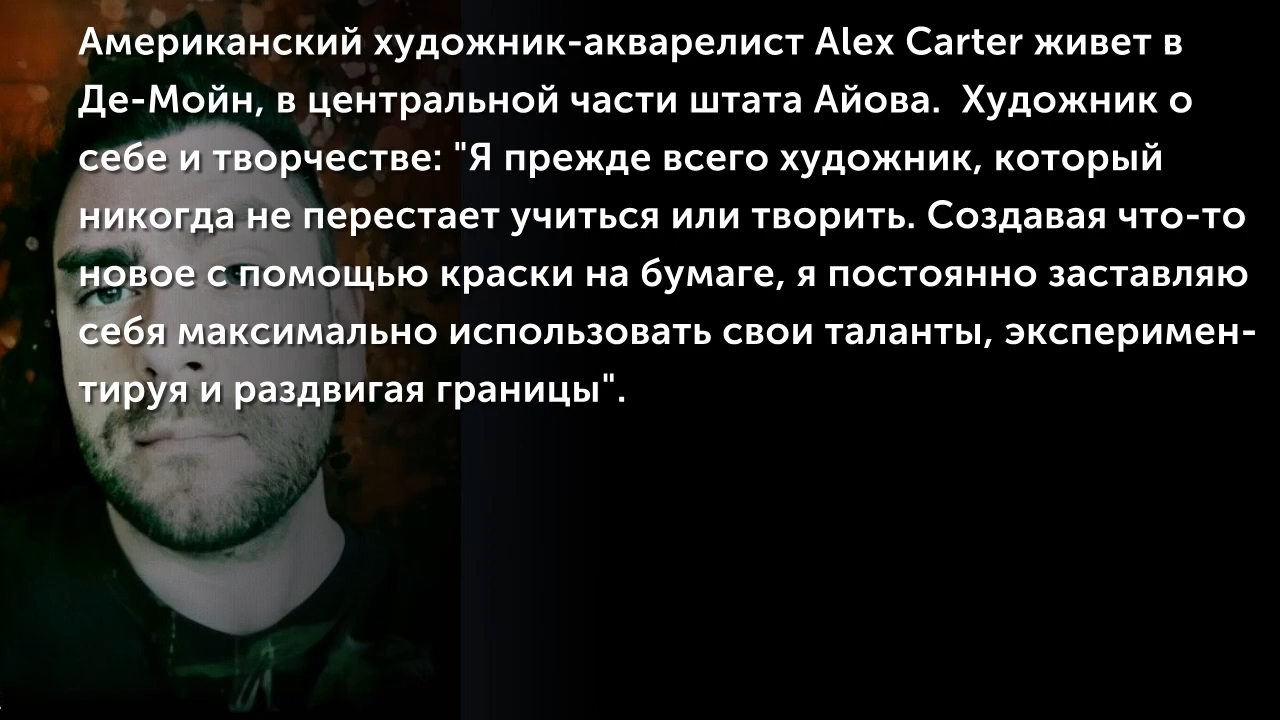 Американский художник-акварелист Alex Carter живет в
Де-Мойн, в центральной части штата Айова.  Художник о
себе и творчестве: "Я прежде всего художник, который
никогда не перестает учиться или творить. Создавая что-то
новое с помощью краски на бумаге, я постоянно заставляю
себя максимально использовать свои таланты, эксперимен-
тируя и раздвигая границы".